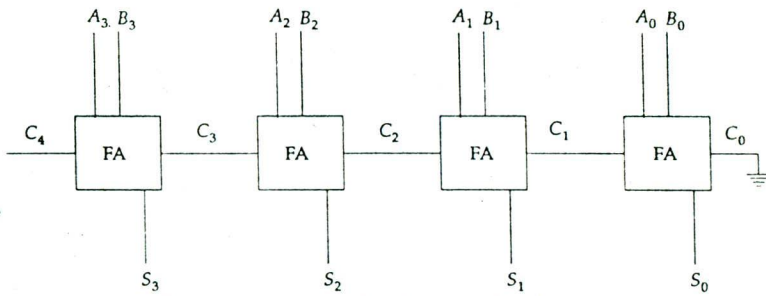 A₃. B₃ A₂ B₂ A₁ B₁ A₀ B₀
C₄ FA C₃ FA C₂ FA C₁ FA C₀
S₃ S₂ S₁ S₀